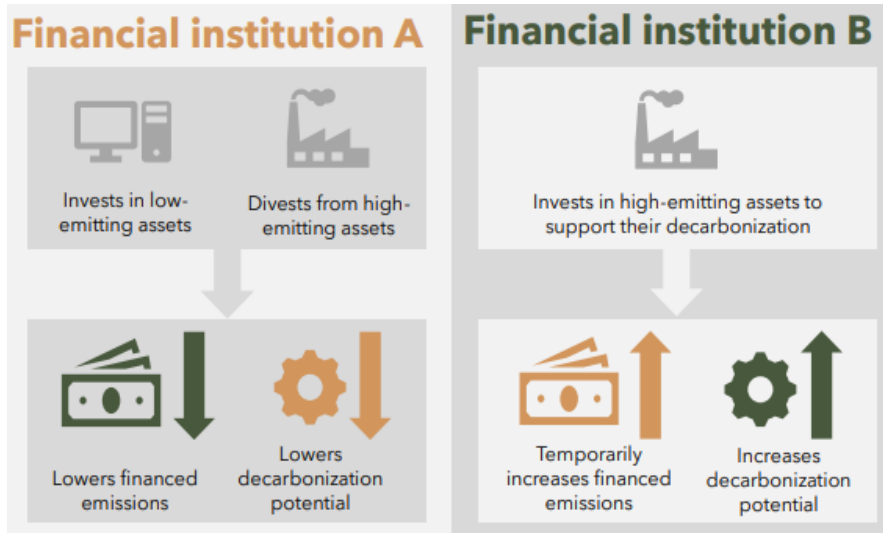 Financial institution A
Invests in low-
emitting assets
Divests from high-
emitting assets
Lowers financed
emissions
Lowers
decarbonization
potential
Financial institution B
Invests in high-emitting assets to
support their decarbonization
Temporarily
increases financed
emissions
Increases
decarbonization
potential